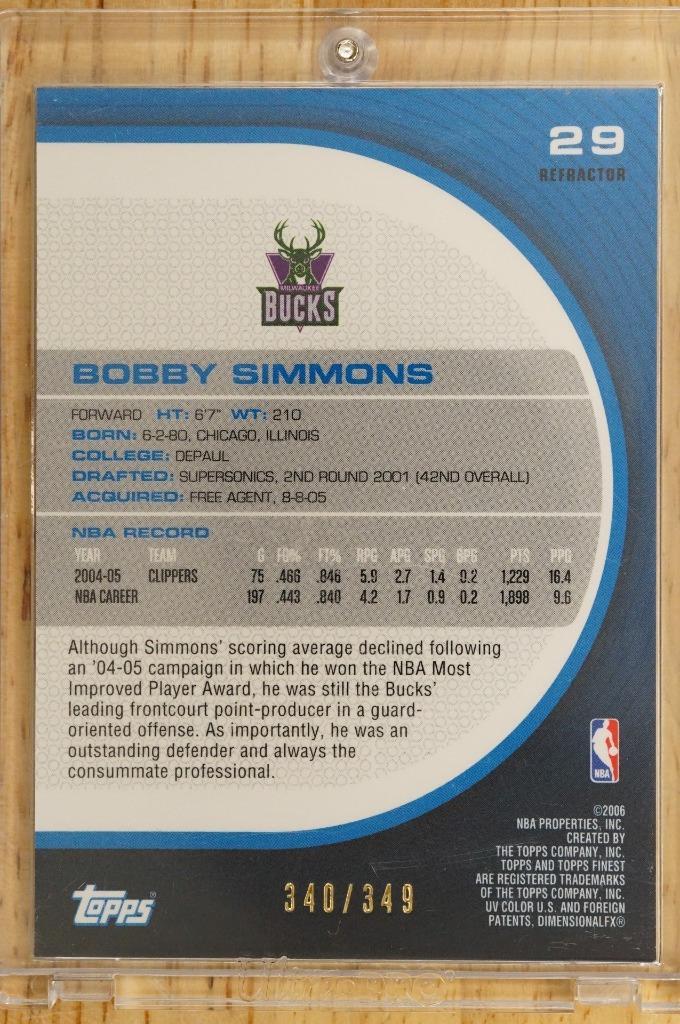 29
REFRACTOR
MILWAUKEE
BUCKS
BOBBY SIMMONS
FORWARD HT: 6'7" WT: 210
BORN: 6-2-80, CHICAGO, ILLINOIS
COLLEGE: DEPAUL
DRAFTED: SUPERSONICS, 2ND ROUND 2001 (42ND OVERALL)
ACQUIRED: FREE AGENT, 8-8-05
NBA RECORD
YEAR TEAM G FG% FT% RPG APG SPG BPG PTS PPG
2004-05 CLIPPERS 75 .466 .846 5.9 2.7 1.4 0.2 1,229 16.4
NBA CAREER 197 .443 .840 4.2 1.7 0.9 0.2 1,898 9.6
Although Simmons' scoring average declined following
an '04-05 campaign in which he won the NBA Most
Improved Player Award, he was still the Bucks'
leading frontcourt point-producer in a guard-
oriented offense. As importantly, he was an
outstanding defender and always the
consummate professional.
NBA
©2006
NBA PROPERTIES, INC.
CREATED BY
THE TOPPS COMPANY, INC.
TOPPS AND TOPPS FINEST
ARE REGISTERED TRADEMARKS
OF THE TOPPS COMPANY, INC.
UV COLOR U.S. AND FOREIGN
PATENTS, DIMENSIONALFX®
topps®
340/349